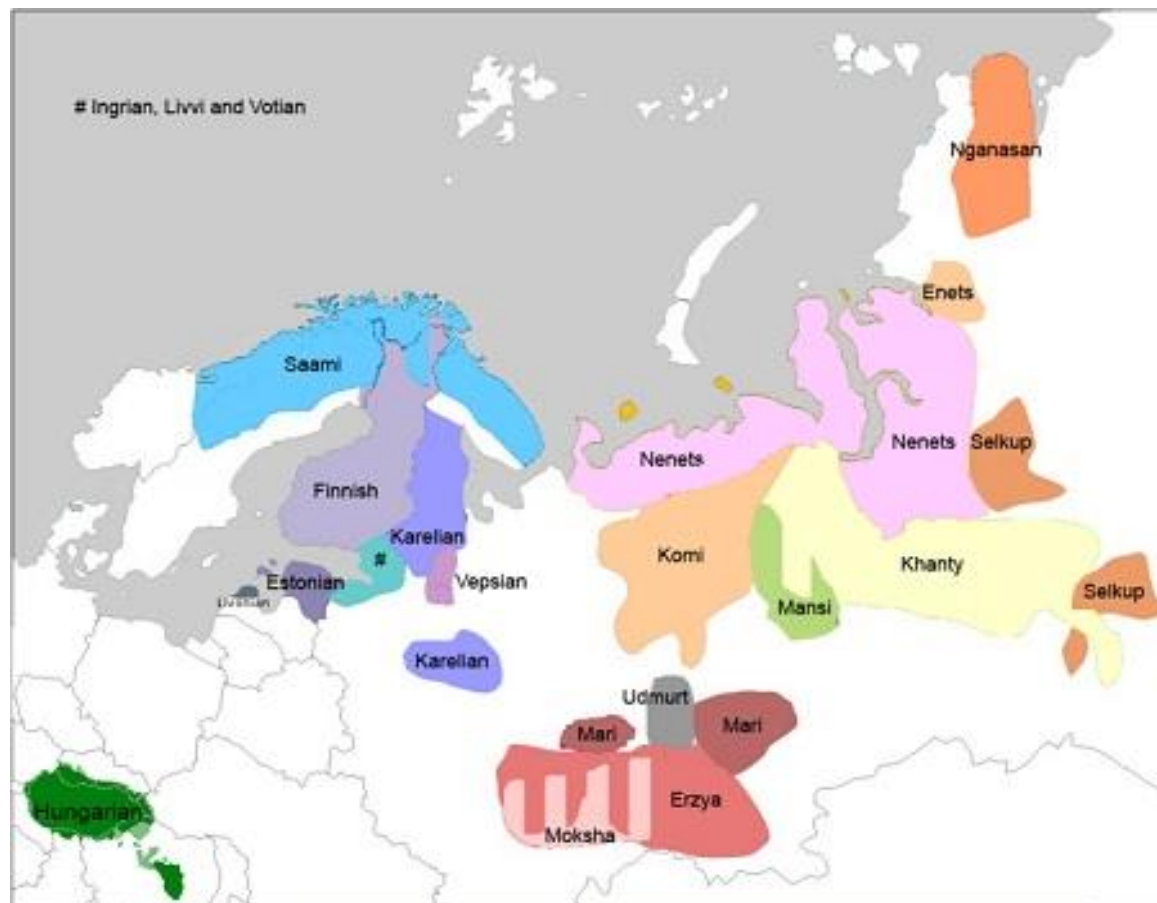 # Ingrian, Livvi and Votian
Nganasan
Enets
Saami
Nenets
Nenets
Selkup
Finnish
Karelian
#
Komi
Khanty
Estonian
Vepsian
Mansi
Selkup
Livonian
Karelian
Udmurt
Mari
Mari
Erzya
Hungarian
Moksha